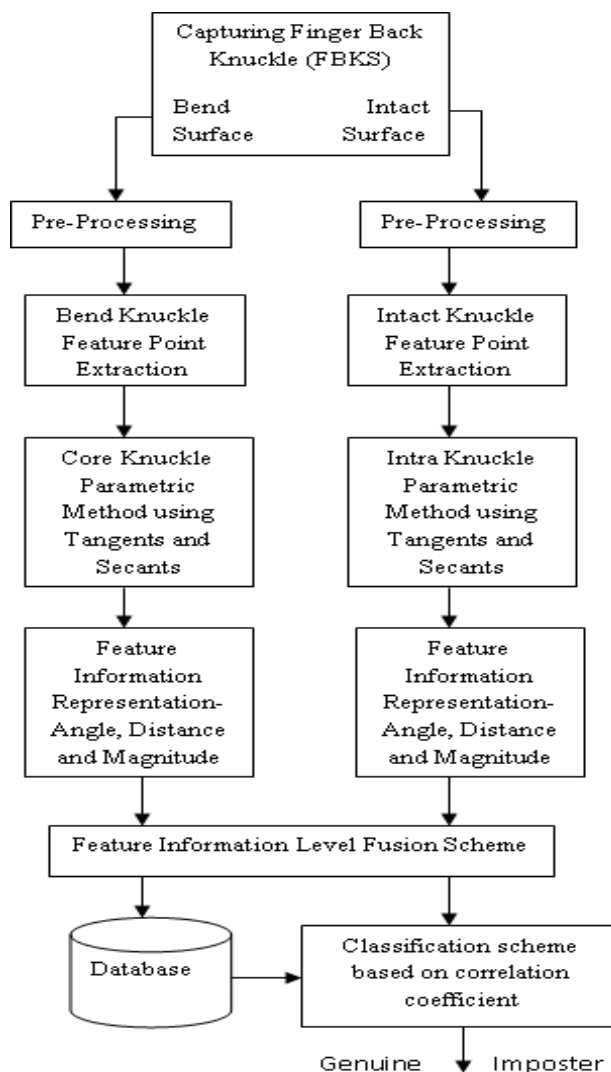 Capturing Finger Back
Knuckle (FBKS)
Bend Intact
Surface Surface
Pre-Processing
Pre-Processing
Bend Knuckle
Feature Point
Extraction
Intact Knuckle
Feature Point
Extraction
Core Knuckle
Parametric
Method using
Tangents and
Secants
Intra Knuckle
Parametric
Method using
Tangents and
Secants
Feature
Information
Representation-
Angle, Distance
and Magnitude
Feature
Information
Representation-
Angle, Distance
and Magnitude
Feature Information Level Fusion Scheme
Database
Classification scheme
based on correlation
coefficient
Genuine Imposter